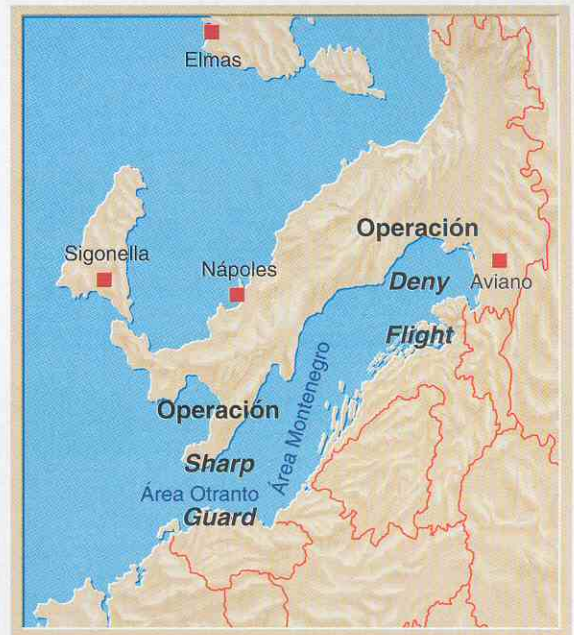 Elmas
Operación
Sigonella
Nápoles
Deny
Aviano
Flight
Área Montenegro
Operación
Sharp
Área Otranto
Guard